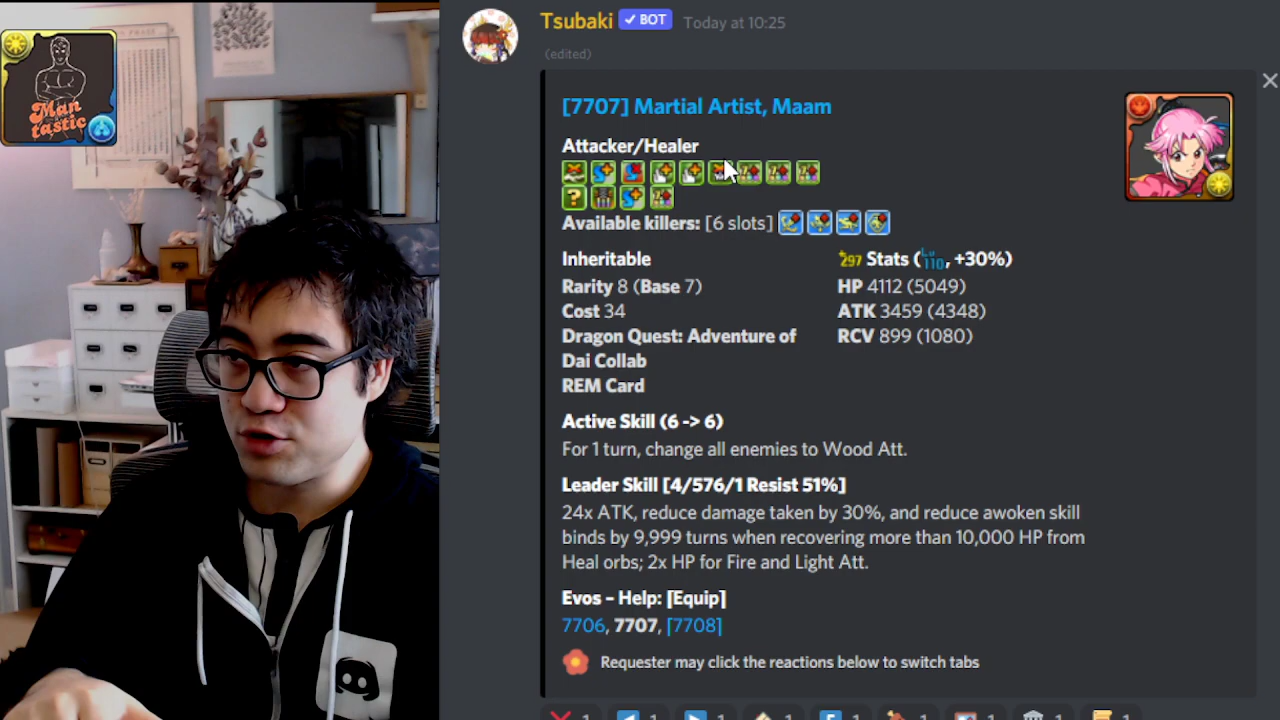 Man
tastic
Tsubaki ✓ BOT Today at 10:25
(edited)
[7707] Martial Artist, Maam
Attacker/Healer
Available killers: [6 slots]
Inheritable
Rarity 8 (Base 7)
Cost 34
Dragon Quest: Adventure of
Dai Collab
REM Card
+297 Stats (Lv 110, +30%)
HP 4112 (5049)
ATK 3459 (4348)
RCV 899 (1080)
Active Skill (6 -> 6)
For 1 turn, change all enemies to Wood Att.
Leader Skill [4/576/1 Resist 51%]
24x ATK, reduce damage taken by 30%, and reduce awoken skill
binds by 9,999 turns when recovering more than 10,000 HP from
Heal orbs; 2x HP for Fire and Light Att.
Evos – Help: [Equip]
7706, 7707, [7708]
Requester may click the reactions below to switch tabs